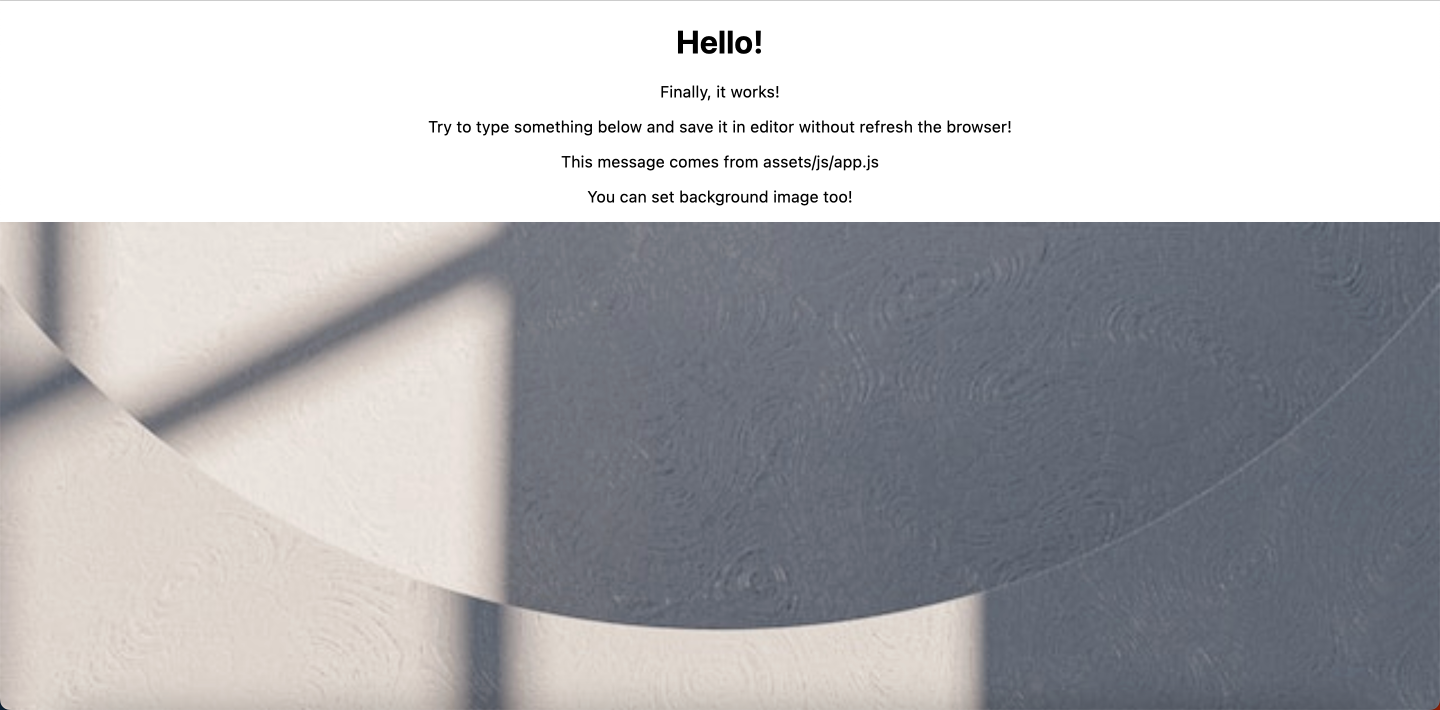 Hello!
Finally, it works!
Try to type something below and save it in editor without refresh the browser!
This message comes from assets/js/app.js
You can set background image too!